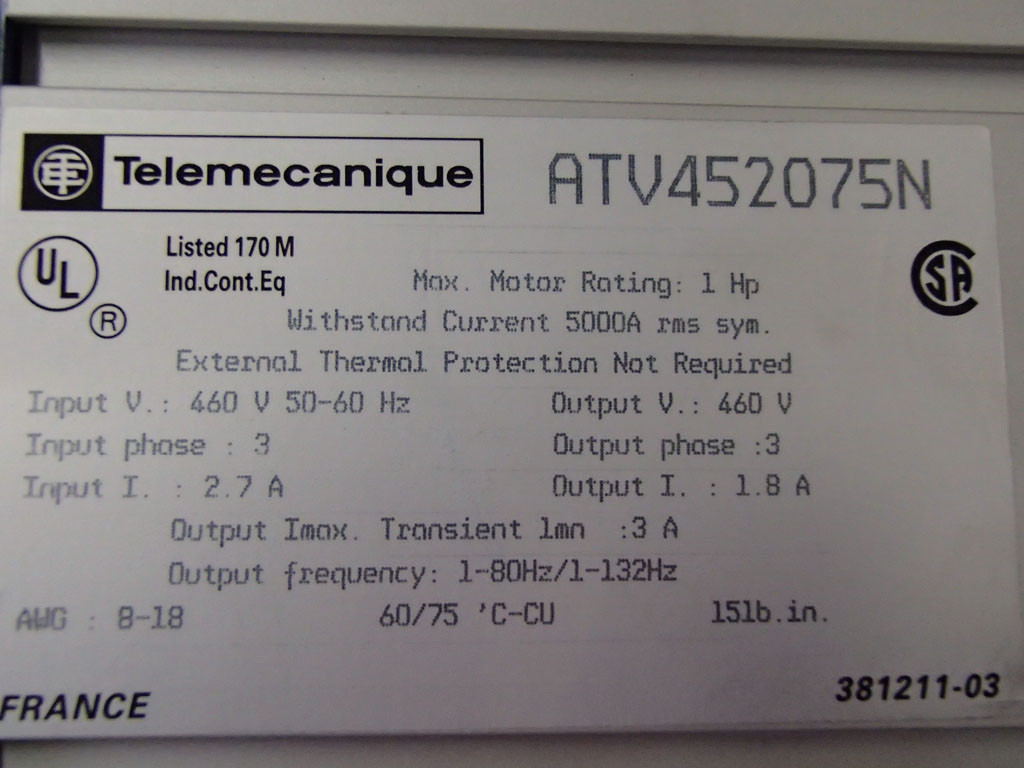 Telemecanique ATV452075N
UL Listed 170 M
® Ind.Cont.Eq Max. Motor Rating: 1 Hp SA
Withstand Current 5000A rms sym.
External Thermal Protection Not Required
Input V.: 460 V 50-60 Hz Output V.: 460 V
Input phase : 3 Output phase :3
Input I. : 2.7 A Output I. : 1.8 A
Output Imax. Transient 1mn :3 A
Output frequency: 1-80Hz/1-132Hz
AWG : 8-18 60/75 'C-CU 15lb.in.
FRANCE 381211-03